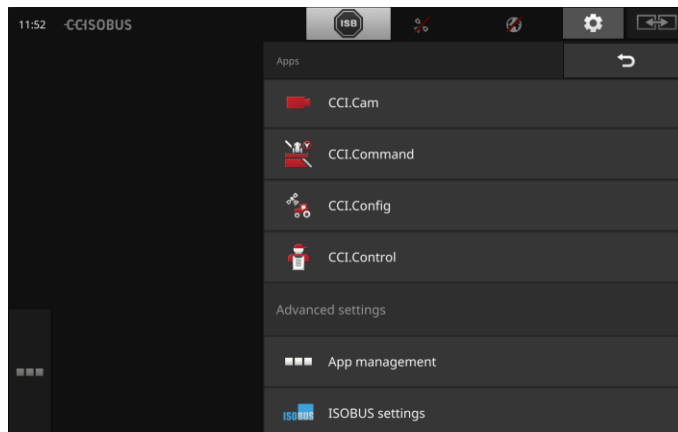 11:52 CCISOBUS ISB
Apps
CCI.Cam
CCI.Command
CCI.Config
CCI.Control
Advanced settings
App management
ISOBUS ISOBUS settings